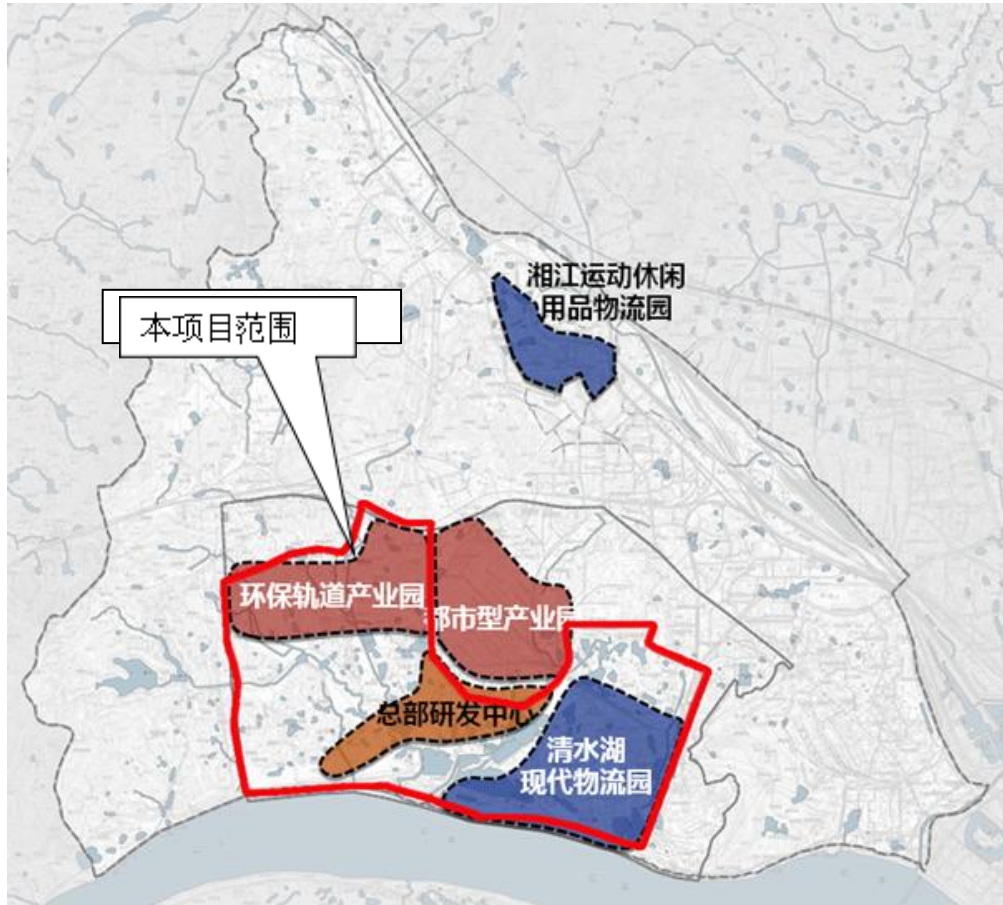 湘江运动休闲
用品物流园
本项目范围
环保轨道产业园
都市型产业园
总部研发中心
清水湖
现代物流园